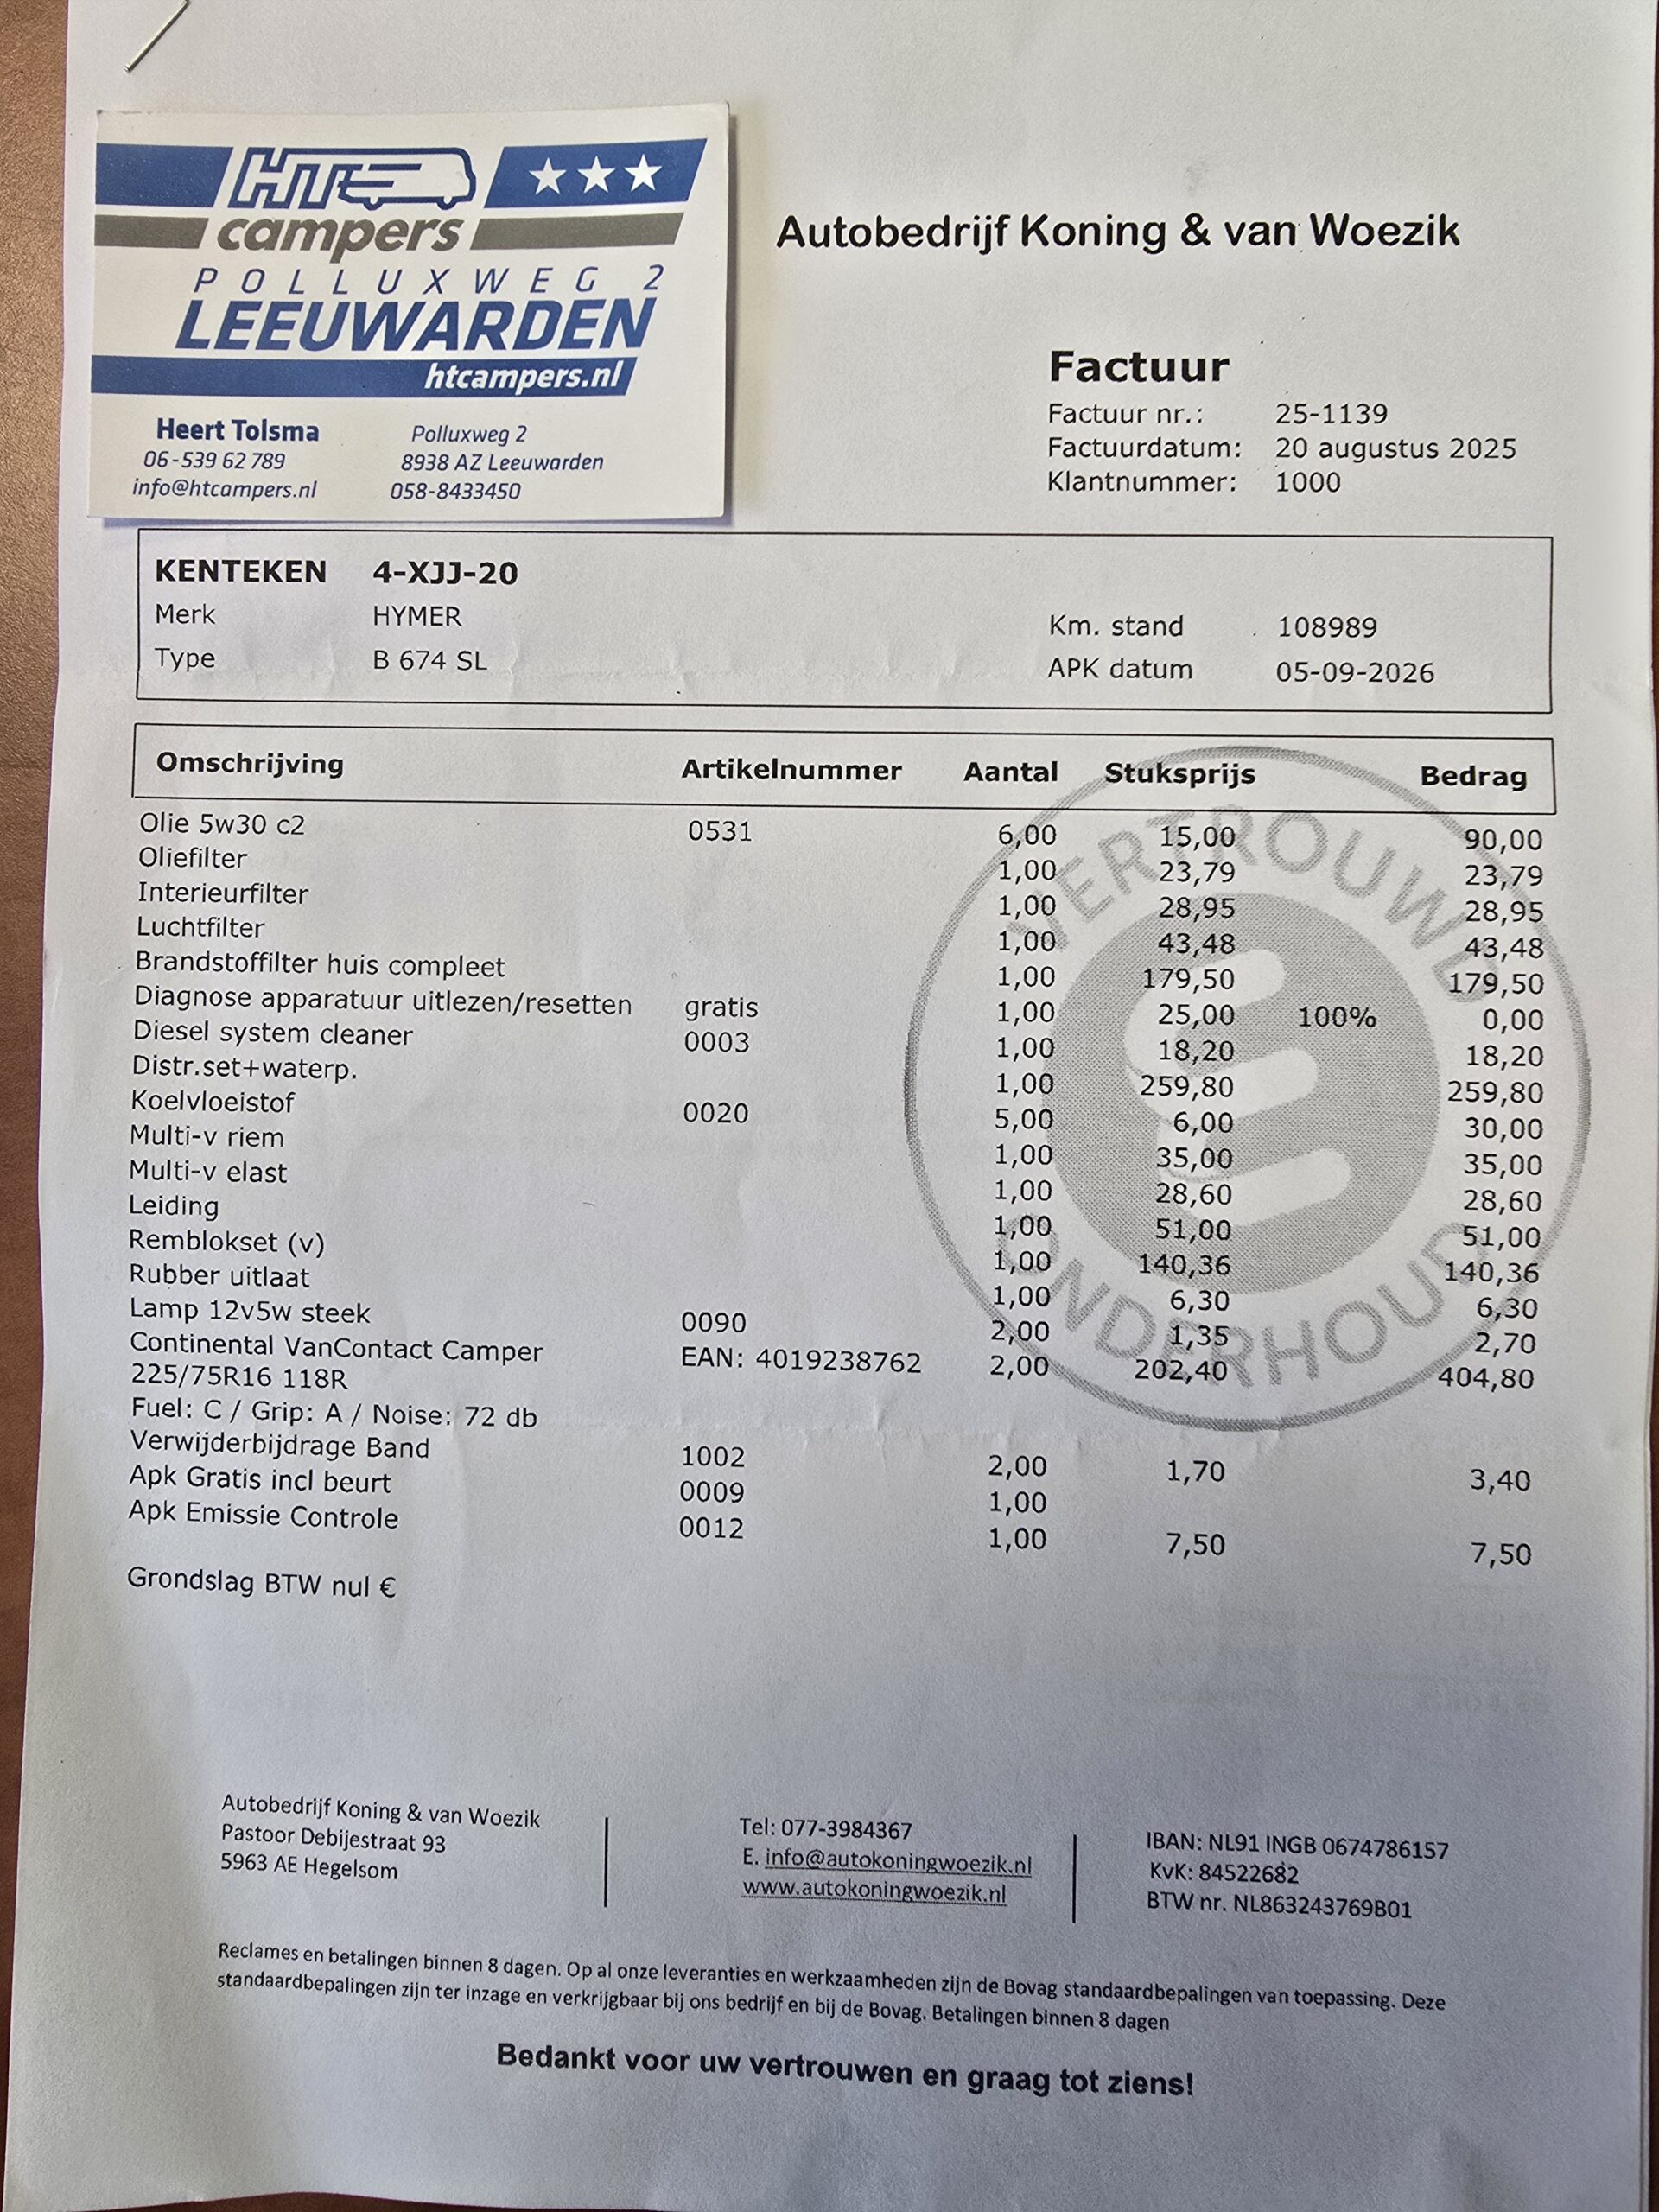 HT
campers
POLLUXWEG 2
LEEUWARDEN
htcampers.nl
Heert Tolsma
06-539 62 789
info@htcampers.nl
Polluxweg 2
8938 AZ Leeuwarden
058-8433450
Autobedrijf Koning & van Woezik
Factuur
Factuur nr.: 25-1139
Factuurdatum: 20 augustus 2025
Klantnummer: 1000
KENTEKEN 4-XJJ-20
Merk HYMER
Type B 674 SL
Km. stand 108989
APK datum 05-09-2026
Omschrijving Artikelnummer Aantal Stuksprijs Bedrag
Olie 5w30 c2 0531 6,00 15,00 90,00
Oliefilter 1,00 23,79 23,79
Interieurfilter 1,00 28,95 28,95
Luchtfilter 1,00 43,48 43,48
Brandstoffilter huis compleet 1,00 179,50 179,50
Diagnose apparatuur uitlezen/resetten gratis 1,00 25,00 100% 0,00
Diesel system cleaner 0003 1,00 18,20 18,20
Distr.set+waterp. 1,00 259,80 259,80
Koelvloeistof 0020 5,00 6,00 30,00
Multi-v riem 1,00 35,00 35,00
Multi-v elast 1,00 28,60 28,60
Leiding 1,00 51,00 51,00
Remblokset (v) 1,00 140,36 140,36
Rubber uitlaat 1,00 6,30 6,30
Lamp 12v5w steek 0090 2,00 1,35 2,70
Continental VanContact Camper EAN: 4019238762 2,00 202,40 404,80
225/75R16 118R
Fuel: C / Grip: A / Noise: 72 db
Verwijderbijdrage Band 1002 2,00 1,70 3,40
Apk Gratis incl beurt 0009 1,00
Apk Emissie Controle 0012 1,00 7,50 7,50
Grondslag BTW nul €
VERTROUWD
ONDERHOUD
Autobedrijf Koning & van Woezik
Pastoor Debijestraat 93
5963 AE Hegelsom
Tel: 077-3984367
E. info@autokoningwoezik.nl
www.autokoningwoezik.nl
IBAN: NL91 INGB 0674786157
KvK: 84522682
BTW nr. NL863243769B01
Reclames en betalingen binnen 8 dagen. Op al onze leveranties en werkzaamheden zijn de Bovag standaardbepalingen van toepassing. Deze
standaardbepalingen zijn ter inzage en verkrijgbaar bij ons bedrijf en bij de Bovag. Betalingen binnen 8 dagen
Bedankt voor uw vertrouwen en graag tot ziens!